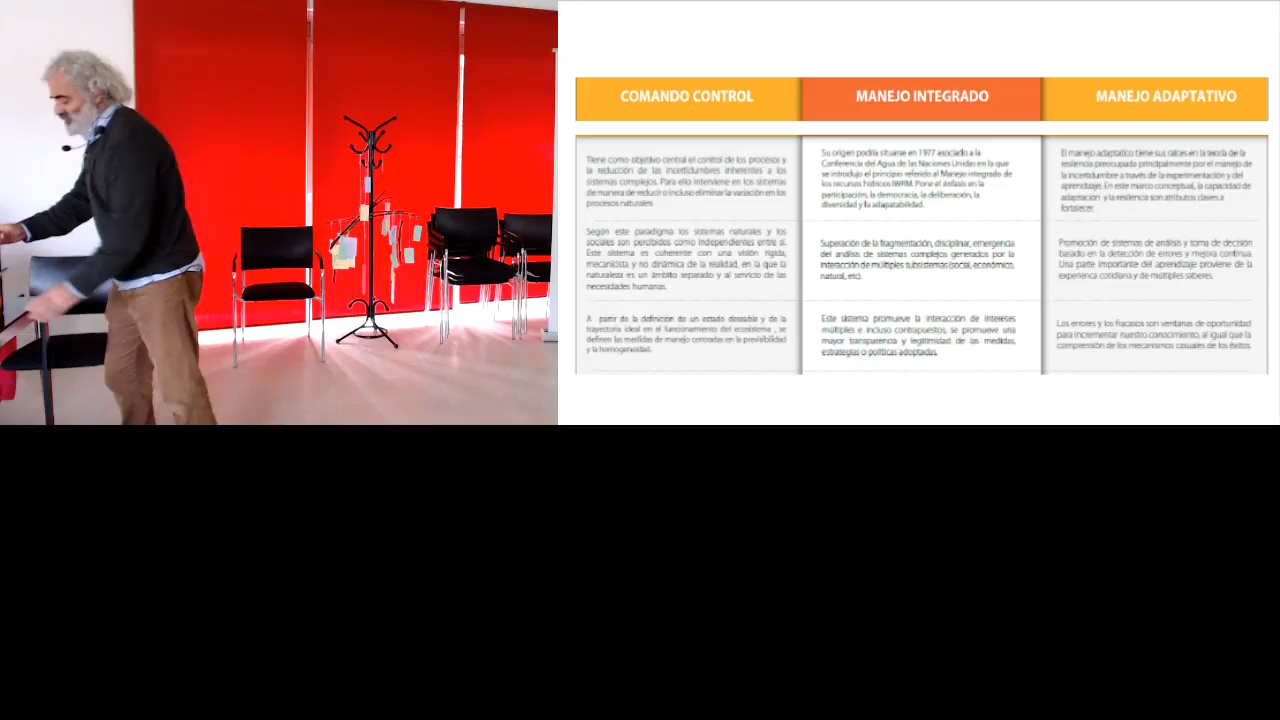 COMANDO CONTROL
MANEJO INTEGRADO
MANEJO ADAPTATIVO
Tiene como objetivo central el control de los procesos y
la reducción de las incertidumbres inherentes a los
sistemas complejos. Para ello interviene en los sistemas
de manera de reducir o incluso eliminar la variación en los
procesos naturales
Su origen podría situarse en 1977 asociado a la
Conferencia del Agua de las Naciones Unidas en la que
se introdujo el principio referido al Manejo integrado de
los recursos hídricos IWRM. Pone el énfasis en la
participación, la democracia, la deliberación, la
diversidad y la adapatabilidad.
El manejo adaptatico tiene sus raíces en la teoría de la
resiliencia preocupada principalmente por el manejo de
la incertidumbre a través de la experimentación y del
aprendizaje. En este marco conceptual, la capacidad de
adaptación y la resiliencia son atributos claves a
fortalecer.
Según este paradigma los sistemas naturales y los
sociales son percibidos como independientes entre sí.
Este sistema es coherente con una visión rígida,
mecanicista y no dinámica de la realidad, en la que la
naturaleza es un ámbito separado y al servicio de las
necesidades humanas.
Superación de la fragmentación, disciplinar, emergencia
del análisis de sistemas complejos generados por la
interacción de múltiples subsistemas (social, económico,
natural, etc).
Promoción de sistemas de análisis y toma de decisión
basado en la detección de errores y mejora continua.
Una parte importante del aprendizaje proviene de la
experiencia cotidiana y de múltiples saberes.
A partir de la definición de un estado deseable y de la
trayectoria ideal en el funcionamiento del ecosistema , se
definen las medidas de manejo centradas en la previsibilidad
y la homogeneidad.
Este sistema promueve la interacción de intereses
múltiples e incluso contrapuestos, se promueve una
mayor transparencia y legitimidad de las medidas,
estrategias o políticas adoptadas.
Los errores y los fracasos son ventanas de oportunidad
para incrementar nuestro conocimiento, al igual que la
comprensión de los mecanismos casuales de los éxitos.